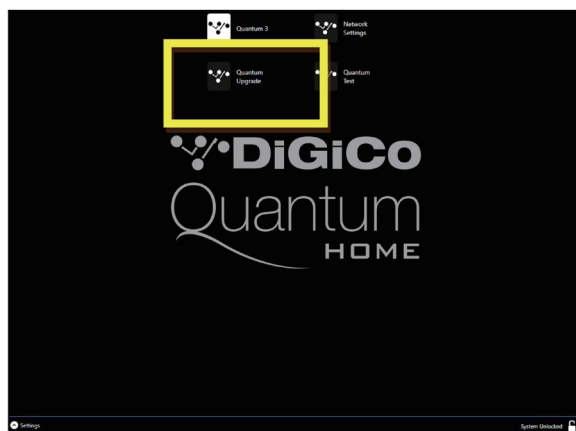 Quantum 3
Network
Settings
Quantum
Upgrade
Quantum
Test
DiGiCo
Quantum
HOME
Settings
System Unlocked